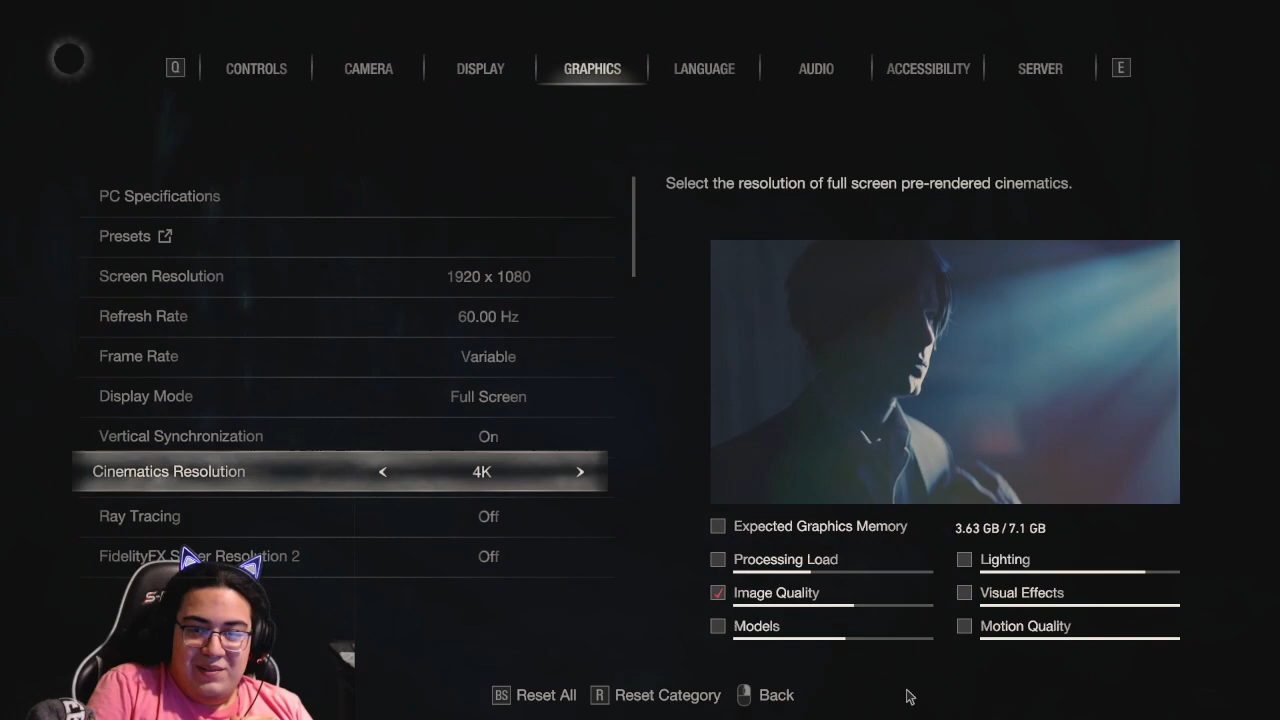 Q CONTROLS CAMERA DISPLAY GRAPHICS LANGUAGE AUDIO ACCESSIBILITY SERVER E
PC Specifications
Presets
Screen Resolution 1920 x 1080
Refresh Rate 60.00 Hz
Frame Rate Variable
Display Mode Full Screen
Vertical Synchronization On
Cinematics Resolution < 4K >
Ray Tracing Off
FidelityFX Resolution 2 Off
Select the resolution of full screen pre-rendered cinematics.
Expected Graphics Memory 3.63 GB / 7.1 GB
Processing Load Lighting
Image Quality Visual Effects
Models Motion Quality
BS Reset All R Reset Category Back